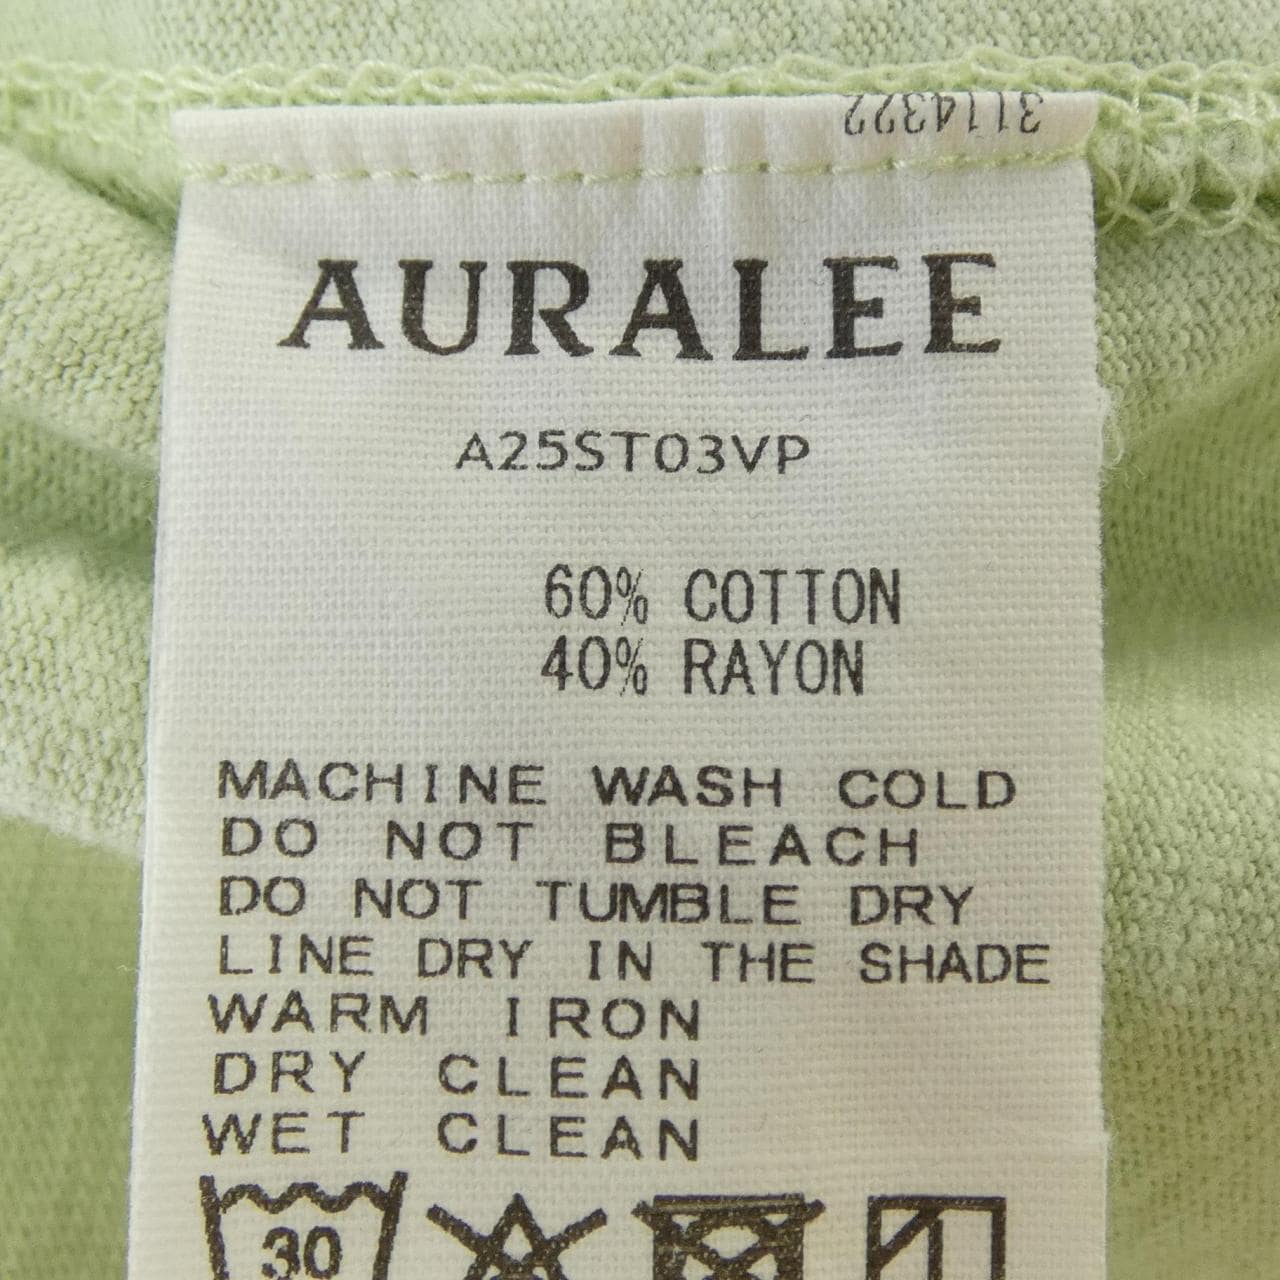 3114322
AURALEE
A25ST03VP
60% COTTON
40% RAYON
MACHINE WASH COLD
DO NOT BLEACH
DO NOT TUMBLE DRY
LINE DRY IN THE SHADE
WARM IRON
DRY CLEAN
WET CLEAN
30